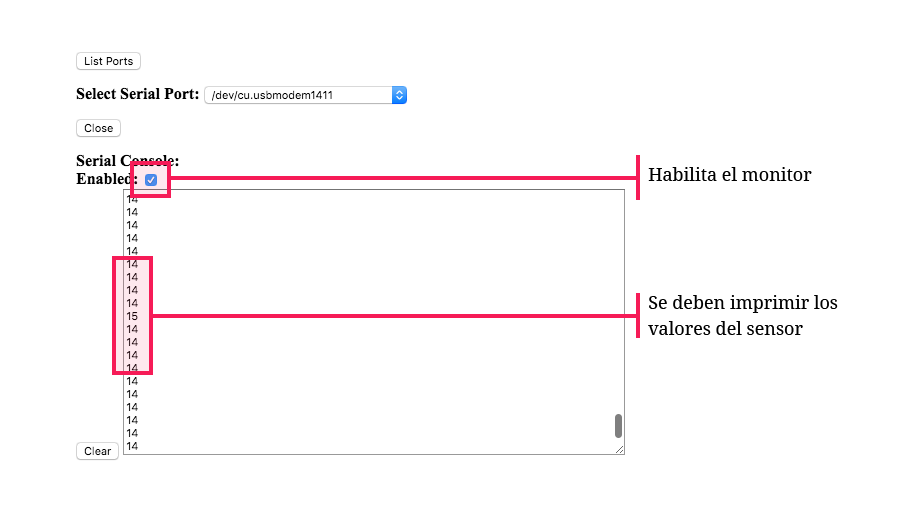 List Ports
Select Serial Port: /dev/cu.usbmodem1411
Close
Serial Console:
Enabled:
Habilita el monitor
14
14
14
14
14
14
14
14
14
15
14
14
14
14
14
14
14
14
14
14
Se deben imprimir los
valores del sensor
Clear